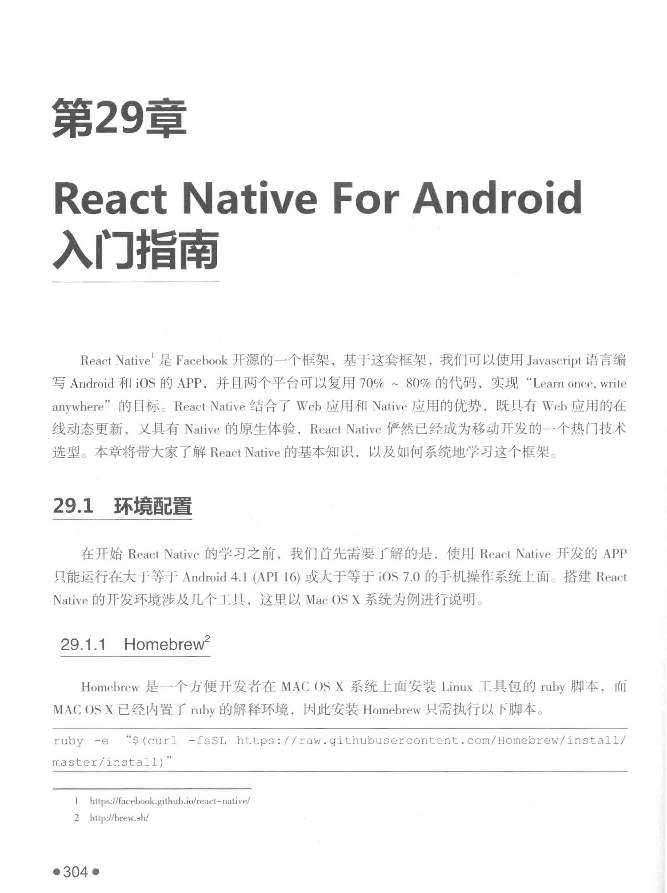 第29章
React Native For Android
入门指南
React Native¹ 是 Facebook 开源的一个框架，基于这套框架，我们可以使用 Javascript 语言编
写 Android 和 iOS 的 APP，并且两个平台可以复用 70% ~ 80% 的代码，实现“Learn once, write
anywhere”的目标。React Native 结合了 Web 应用和 Native 应用的优势，既具有 Web 应用的在
线动态更新，又具有 Native 的原生体验，React Native 俨然已经成为移动开发的一个热门技术
选型。本章将带大家了解 React Native 的基本知识，以及如何系统地学习这个框架。
29.1 环境配置
在开始 React Native 的学习之前，我们首先需要了解的是，使用 React Native 开发的 APP
只能运行在大于等于 Android 4.1 (API 16) 或大于等于 iOS 7.0 的手机操作系统上面。搭建 React
Native 的开发环境涉及几个工具，这里以 Mac OS X 系统为例进行说明。
29.1.1 Homebrew²
Homebrew 是一个方便开发者在 MAC OS X 系统上面安装 Linux 工具包的 ruby 脚本，而
MAC OS X 已经内置了 ruby 的解释环境，因此安装 Homebrew 只需执行以下脚本。
ruby -e “$(curl -fsSL https://raw.githubusercontent.com/Homebrew/install/
master/install)”
1 https://facebook.github.io/react-native/
2 http://brew.sh/
●304●